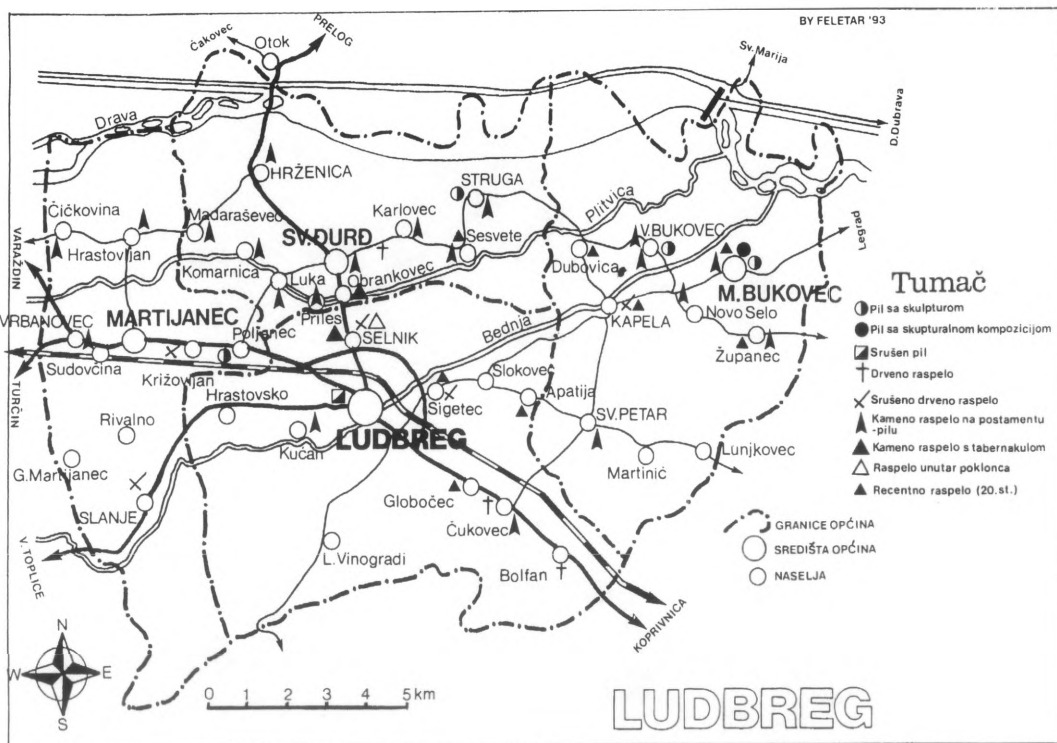 BY FELETAR '93
Čakovec
PRELOG
Otok
Sv. Marija
D. Dubrava
Drava
HRŽENICA
STRUGA
Plitvica
Legrad
Čičkovina
Madaraševec
Karlovec
V. BUKOVEC
VARAŽDIN
Hrastovljan
SV. ĐURĐ
Sesvete
Komarnica
Luka
Obrankovec
Dubovica
M. BUKOVEC
VRBANOVEC
MARTIJANEC
Poljanec
Priles
SELNIK
Bednja
KAPELA
Novo Selo
Županec
TURČIN
Sudovčina
Križovljan
Slokovec
Hrastovsko
Sigetec
Apatija
Rivalno
LUDBREG
SV. PETAR
Kučan
Lunjkovec
G. Martijanec
Martinić
Globočec
SLANJE
Čukovec
V. TOPLICE
L. Vinogradi
Bolfan
KOPRIVNICA
Tumač
Pil sa skulpturom
Pil sa skupturalnom kompozicijom
Srušen pil
Drveno raspelo
Srušeno drveno raspelo
Kameno raspelo na postamentu
-pilu
Kameno raspelo s tabernakulom
Raspelo unutar poklonca
Recentno raspelo (20.st.)
GRANICE OPĆINA
SREDIŠTA OPĆINA
NASELJA
N
W E
S
0 1 2 3 4 5 km
LUDBREG